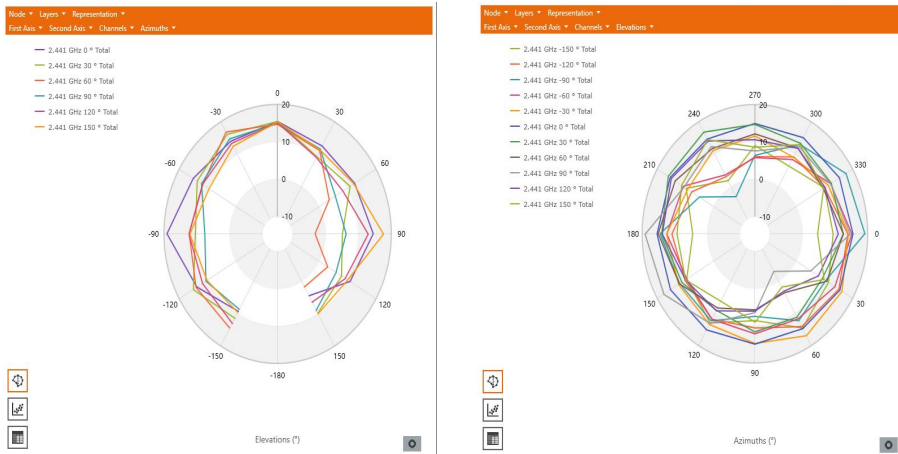 Node Layers Representation
First Axis Second Axis Channels Azimuths
2.441 GHz 0 ° Total
2.441 GHz 30 ° Total
2.441 GHz 60 ° Total
2.441 GHz 90 ° Total
2.441 GHz 120 ° Total
2.441 GHz 150 ° Total
0
20
-30
30
10
-60
60
0
-10
-90
90
-120
120
-150
150
-180
Elevations (°)
Node Layers Representation
First Axis Second Axis Channels Elevations
2.441 GHz -150 ° Total
2.441 GHz -120 ° Total
2.441 GHz -90 ° Total
2.441 GHz -60 ° Total
2.441 GHz -30 ° Total
2.441 GHz 0 ° Total
2.441 GHz 30 ° Total
2.441 GHz 60 ° Total
2.441 GHz 90 ° Total
2.441 GHz 120 ° Total
2.441 GHz 150 ° Total
270
20
240
300
10
210
330
0
-10
180
0
150
30
120
60
90
Azimuths (°)